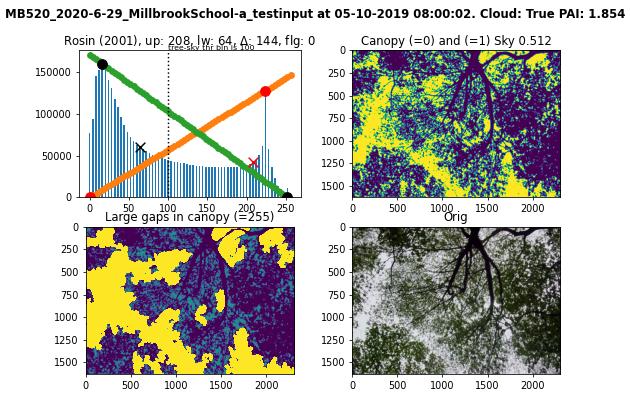 MB520_2020-6-29_MillbrookSchool-a_testinput at 05-10-2019 08:00:02. Cloud: True PAI: 1.854
Rosin (2001), up: 208, lw: 64, Δ: 144, flg: 0
free-sky thr bin is 100
150000
100000
50000
0
0 50 100 150 200 250
Canopy (=0) and (=1) Sky 0.512
0
250
500
750
1000
1250
1500
0 500 1000 1500 2000
Large gaps in canopy (=255)
0
250
500
750
1000
1250
1500
0 500 1000 1500 2000
Orig
0
250
500
750
1000
1250
1500
0 500 1000 1500 2000